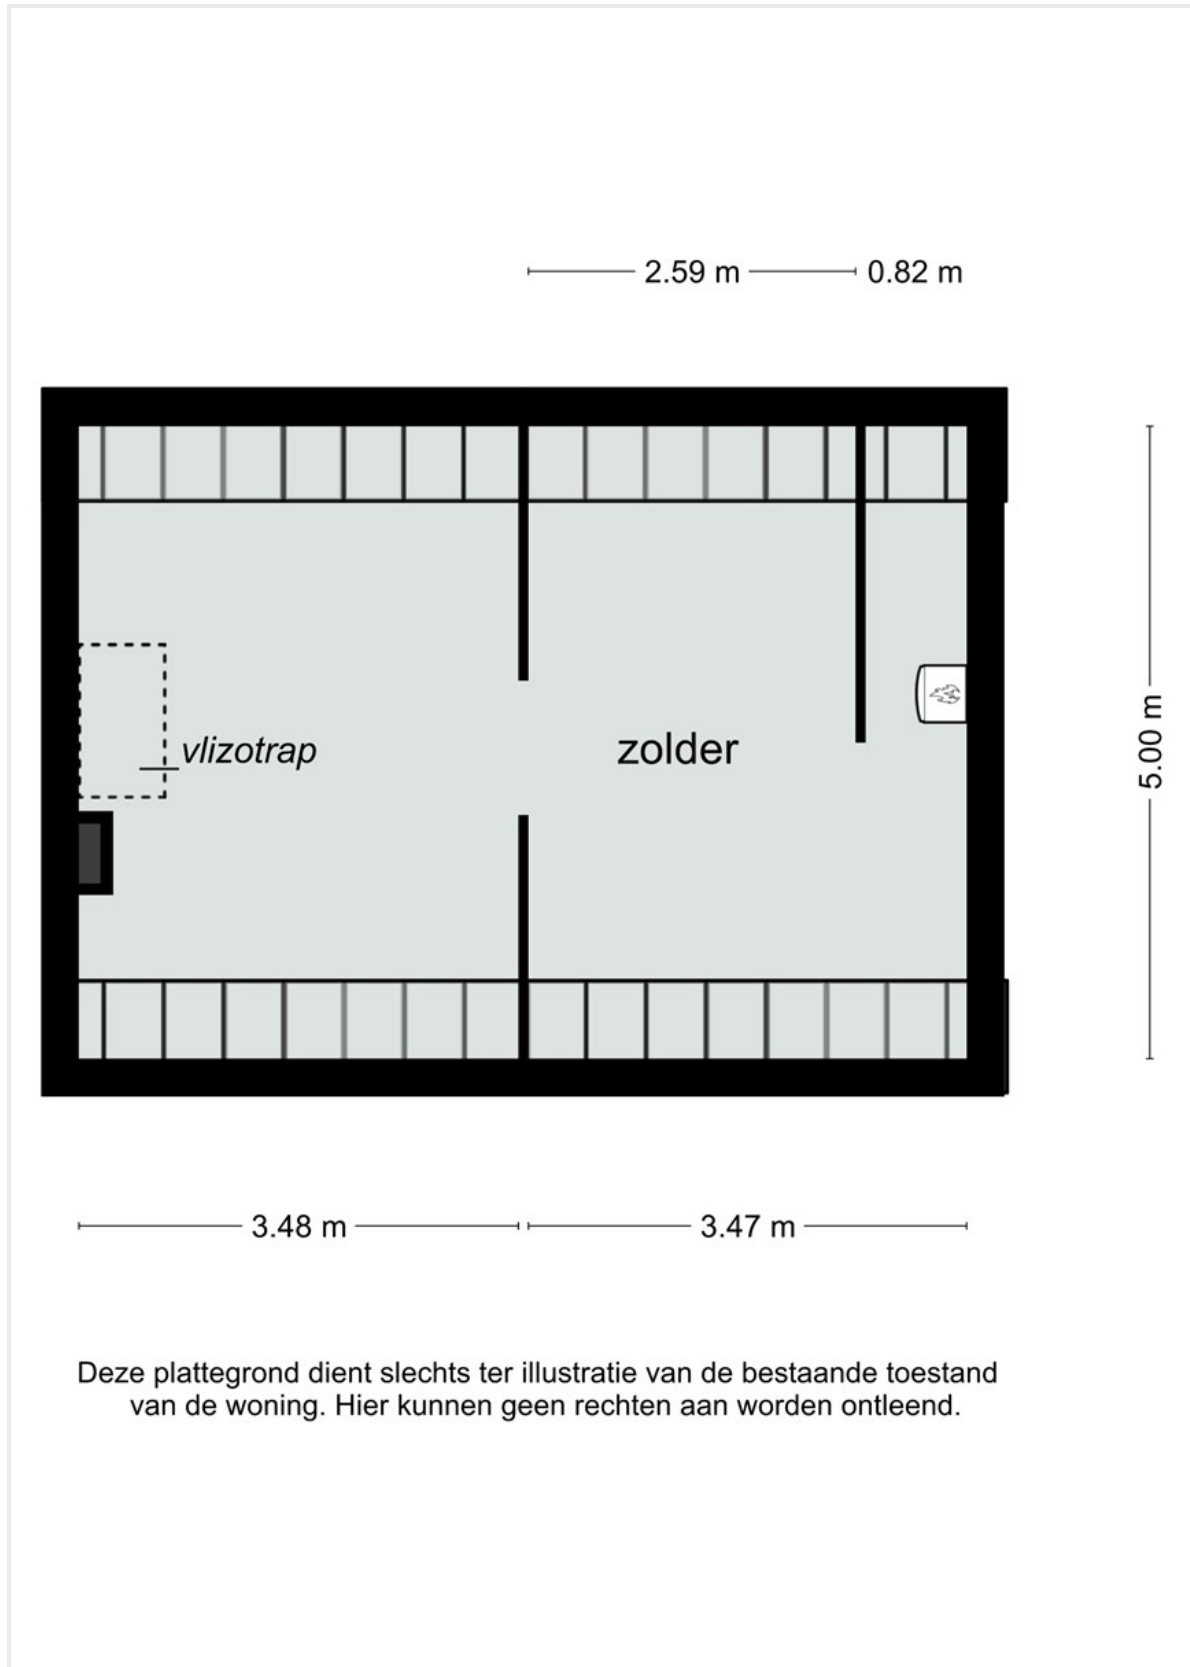 2.59 m 0.82 m
vlizotrap
zolder
5.00 m
3.48 m 3.47 m
Deze plattegrond dient slechts ter illustratie van de bestaande toestand
van de woning. Hier kunnen geen rechten aan worden ontleend.